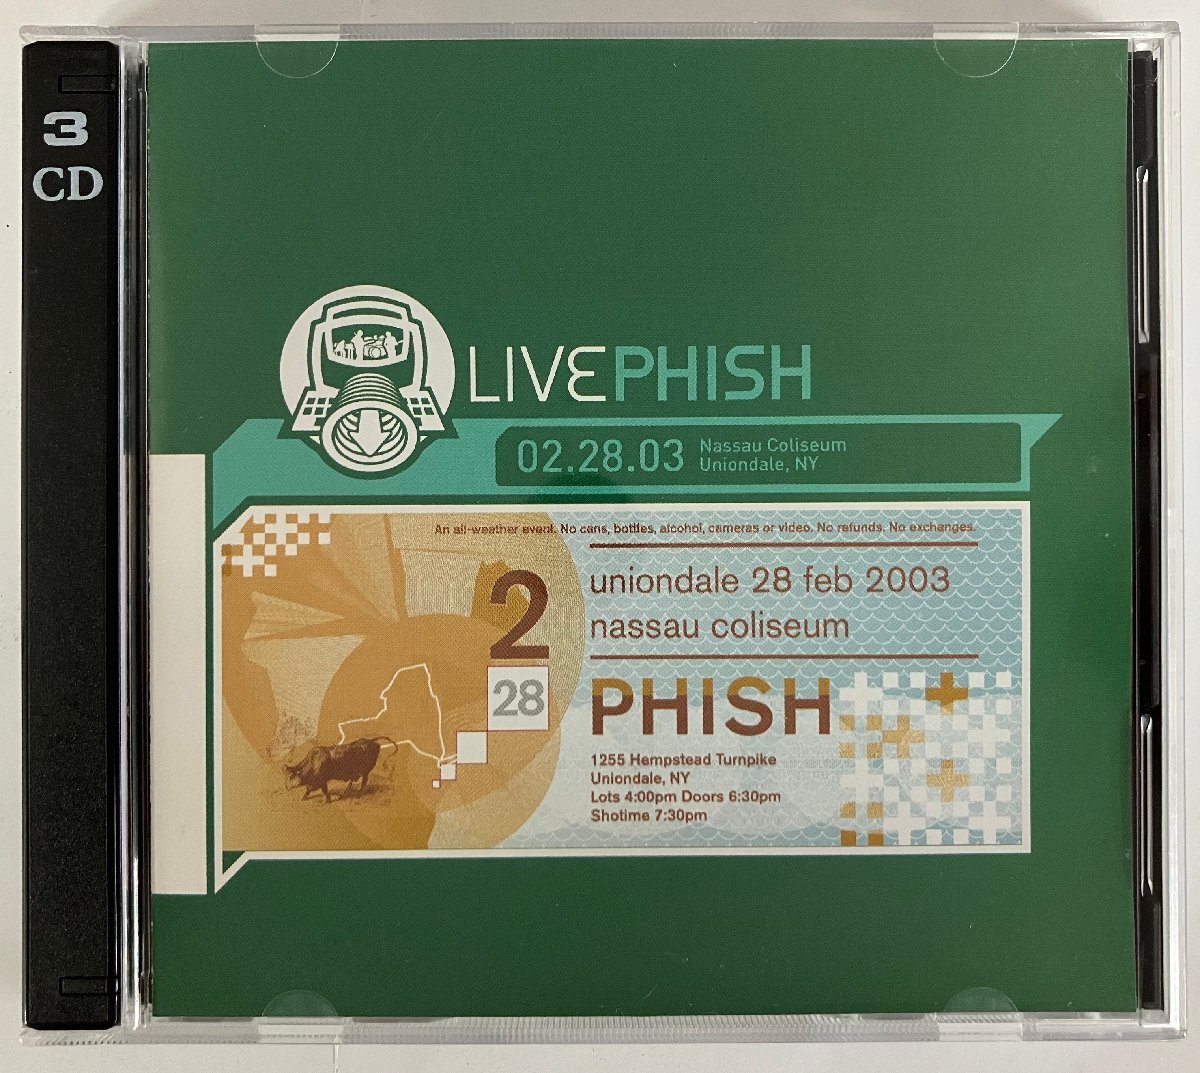 3
CD
LIVEPHISH
02.28.03
Nassau Coliseum
Uniondale, NY
An all-weather event. No cans, bottles, alcohol, cameras or video. No refunds. No exchanges.
2
28
uniondale 28 feb 2003
nassau coliseum
PHISH
1255 Hempstead Turnpike
Uniondale, NY
Lots 4:00pm Doors 6:30pm
Shotime 7:30pm